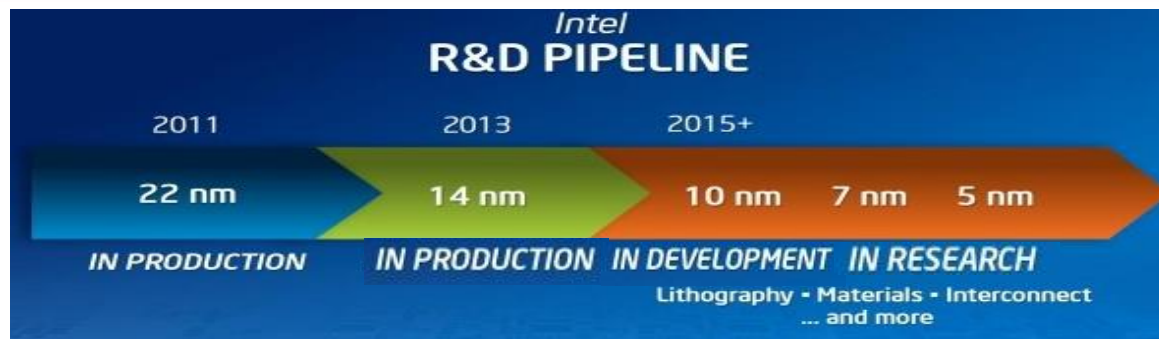 Intel
R&D PIPELINE
2011 2013 2015+
22 nm 14 nm 10 nm 7 nm 5 nm
IN PRODUCTION IN PRODUCTION IN DEVELOPMENT IN RESEARCH
Lithography ▪ Materials ▪ Interconnect
... and more